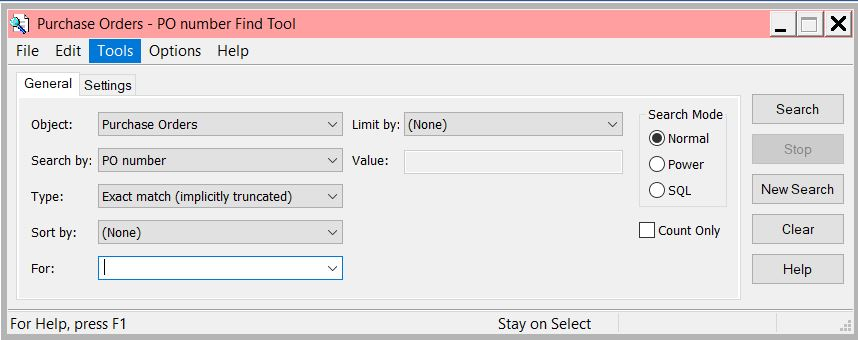 Purchase Orders - PO number Find Tool
File Edit Tools Options Help
General Settings
Object: Purchase Orders Limit by: (None) Search Mode Search
Search by: PO number Value: Normal Stop
Type: Exact match (implicitly truncated) Power New Search
Sort by: (None) SQL Clear
For: Count Only Help
For Help, press F1 Stay on Select